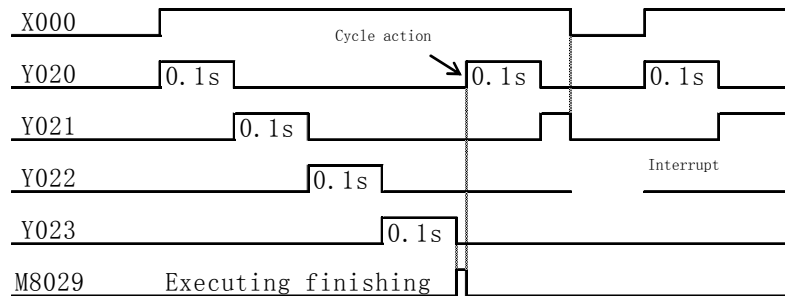 X000
Cycle action
Y020 0.1s 0.1s 0.1s
Y021 0.1s
Interrupt
Y022 0.1s
Y023 0.1s
M8029 Executing finishing